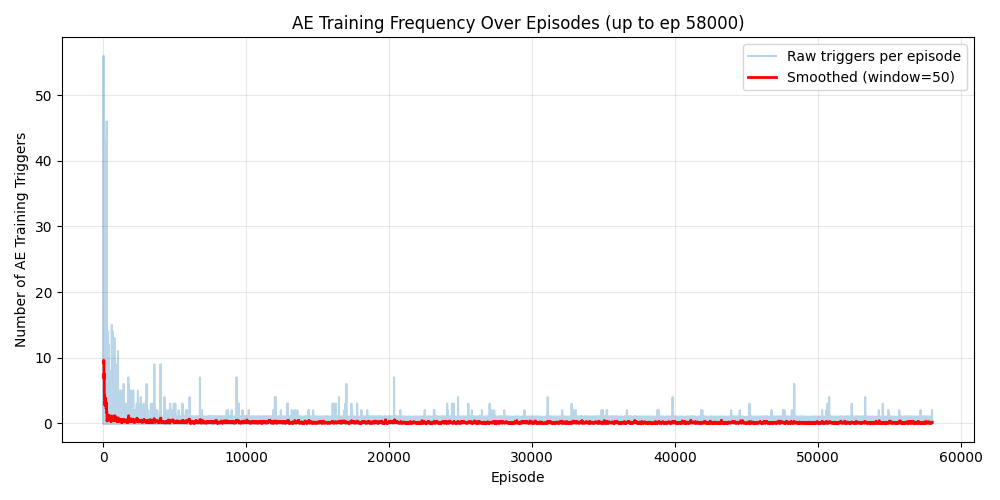 AE Training Frequency Over Episodes (up to ep 58000)
Raw triggers per episode
Smoothed (window=50)
Number of AE Training Triggers
50
40
30
20
10
0
0 10000 20000 30000 40000 50000 60000
Episode